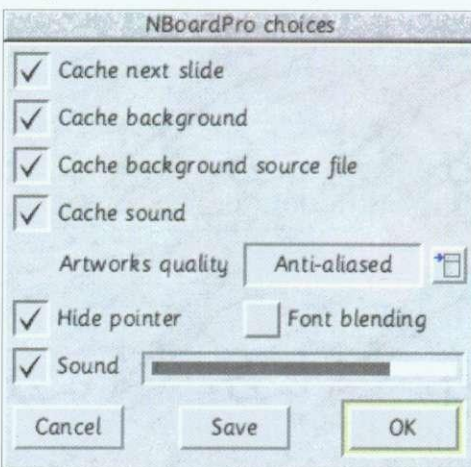 NBoardPro choices
Cache next slide
Cache background
Cache background source file
Cache sound
Artworks quality Anti-aliased
Hide pointer Font blending
Sound
Cancel Save OK